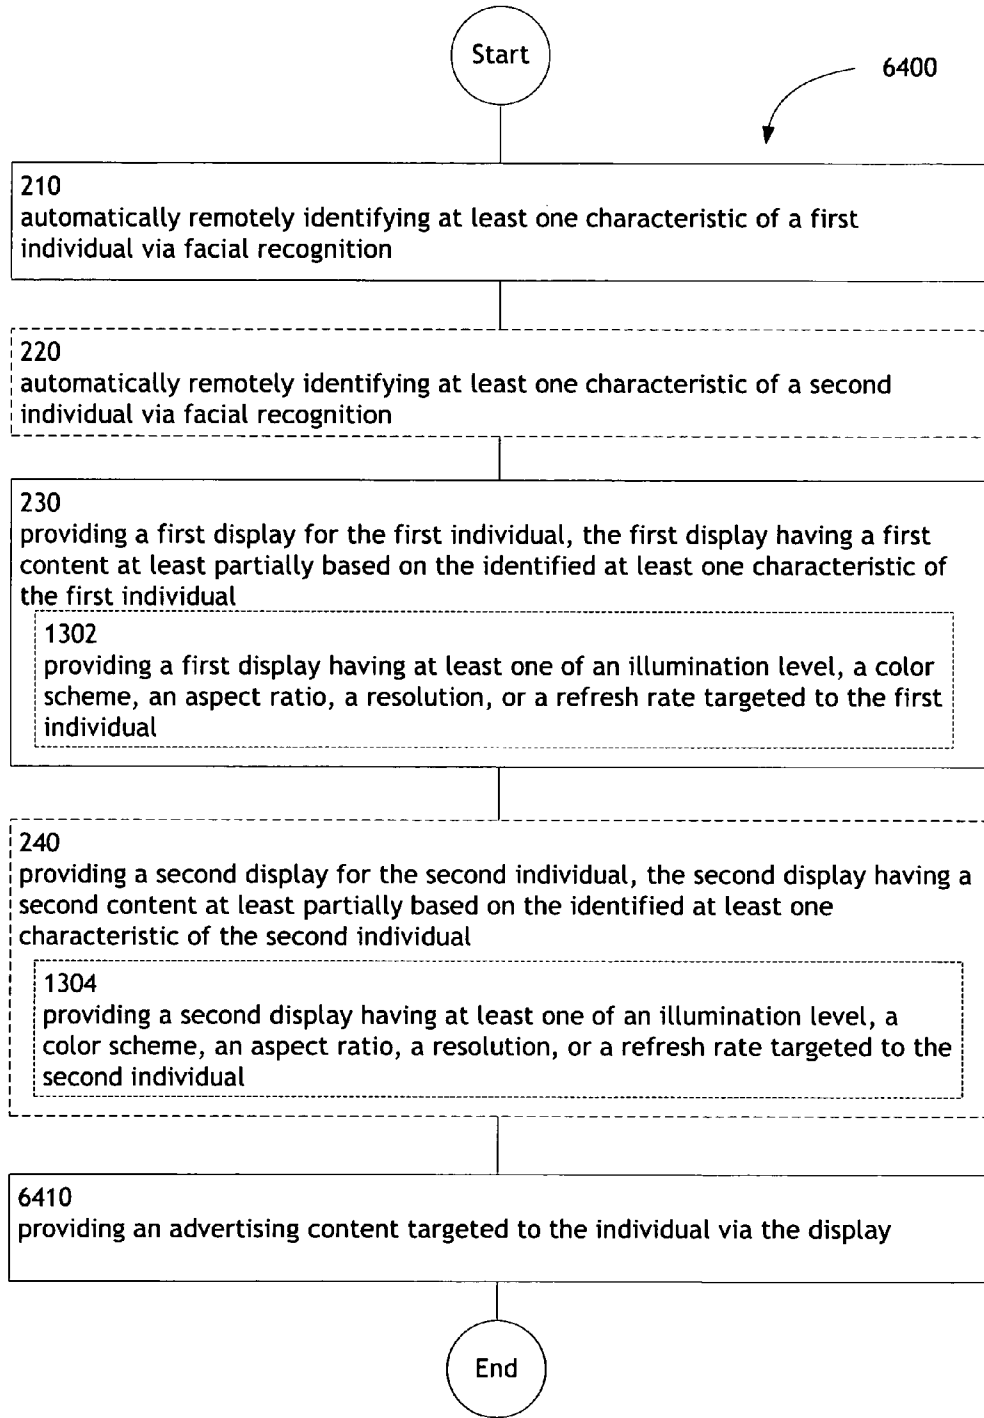 Start
6400
210
automatically remotely identifying at least one characteristic of a first
individual via facial recognition
220
automatically remotely identifying at least one characteristic of a second
individual via facial recognition
230
providing a first display for the first individual, the first display having a first
content at least partially based on the identified at least one characteristic of
the first individual
1302
providing a first display having at least one of an illumination level, a color
scheme, an aspect ratio, a resolution, or a refresh rate targeted to the first
individual
240
providing a second display for the second individual, the second display having a
second content at least partially based on the identified at least one
characteristic of the second individual
1304
providing a second display having at least one of an illumination level, a
color scheme, an aspect ratio, a resolution, or a refresh rate targeted to the
second individual
6410
providing an advertising content targeted to the individual via the display
End